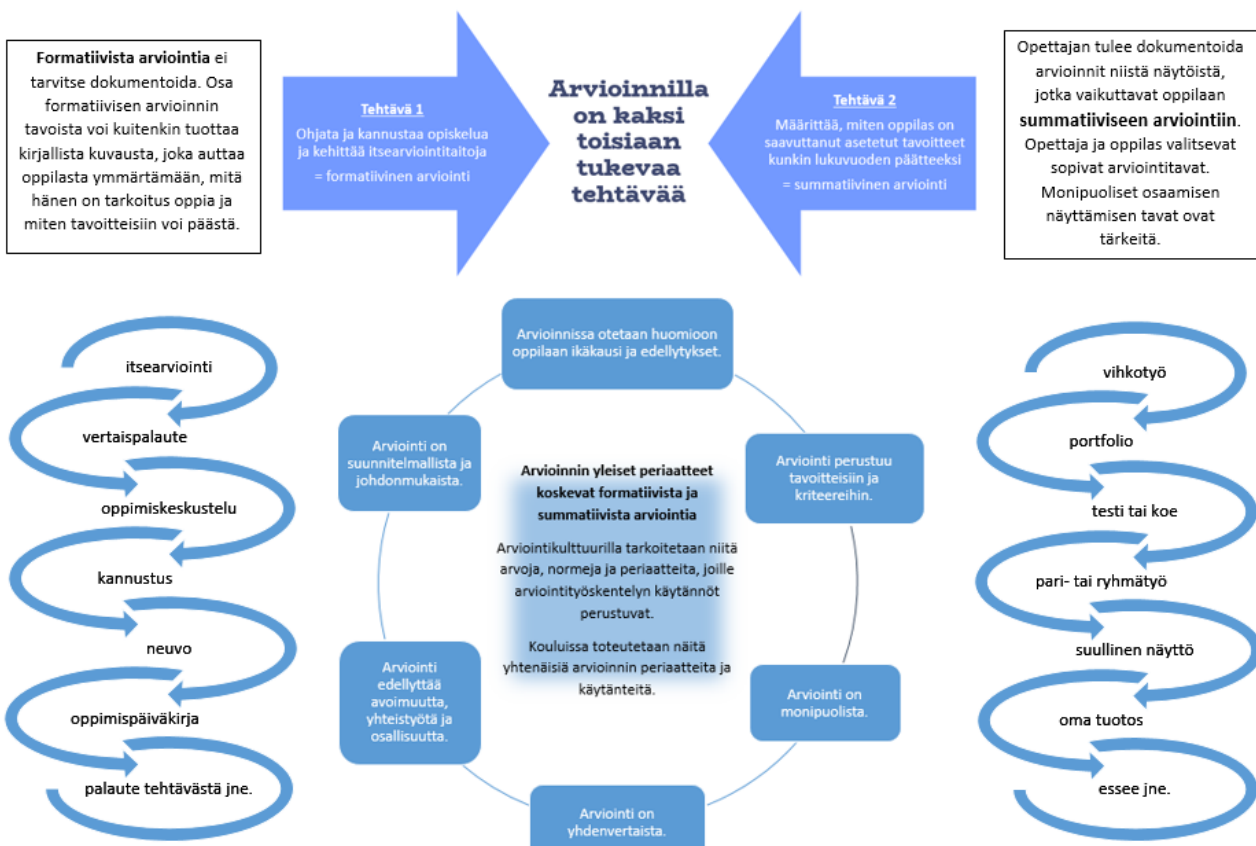 Formatiivista arviointia ei
tarvitse dokumentoida. Osa
formatiivisen arvioinnin
tavoista voi kuitenkin tuottaa
kirjallista kuvausta, joka auttaa
oppilasta ymmärtämään, mitä
hänen on tarkoitus oppia ja
miten tavoitteisiin voi päästä.
Tehtävä 1
Ohjata ja kannustaa opiskelua
ja kehittää itsearviointitaitoja
= formatiivinen arviointi
Arvioinnilla
on kaksi
toisiaan
tukevaa
tehtävää
Tehtävä 2
Määrittää, miten oppilas on
saavuttanut asetetut tavoitteet
kunkin lukuvuoden päätteeksi
= summatiivinen arviointi
Opettajan tulee dokumentoida
arvioinnit niistä näytöistä,
jotka vaikuttavat oppilaan
summatiiviseen arviointiin.
Opettaja ja oppilas valitsevat
sopivat arviointitavat.
Monipuoliset osaamisen
näyttämisen tavat ovat
tärkeitä.
itsearviointi
vertaispalaute
oppimiskeskustelu
kannustus
neuvo
oppimispäiväkirja
palaute tehtävästä jne.
Arvioinnissa otetaan huomioon
oppilaan ikäkausi ja edellytykset.
Arviointi perustuu
tavoitteisiin ja
kriteereihin.
Arviointi on
monipuolista.
Arviointi on
yhdenvertaista.
Arviointi
edellyttää
avoimuutta,
yhteistyötä ja
osallisuutta.
Arviointi on
suunnitelmallista ja
johdonmukaista.
Arvioinnin yleiset periaatteet
koskevat formatiivista ja
summatiivista arviointia
Arviointikulttuurilla tarkoitetaan niitä
arvoja, normeja ja periaatteita, joille
arviointityöskentelyn käytännöt
perustuvat.
Kouluissa toteutetaan näitä
yhtenäisiä arvioinnin periaatteita ja
käytänteitä.
vihkotyö
portfolio
testi tai koe
pari- tai ryhmätyö
suullinen näyttö
oma tuotos
essee jne.